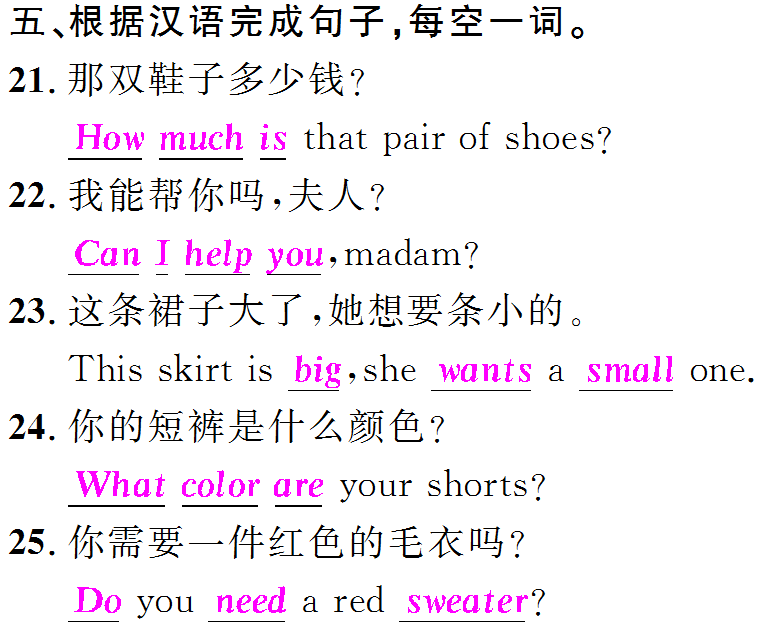 五、根据汉语完成句子,每空一词。
21. 那双鞋子多少钱?
How much is that pair of shoes?
22. 我能帮你吗,夫人?
Can I help you,madam?
23. 这条裙子大了,她想要条小的。
This skirt is big,she wants a small one.
24. 你的短裤是什么颜色?
What color are your shorts?
25. 你需要一件红色的毛衣吗?
Do you need a red sweater?